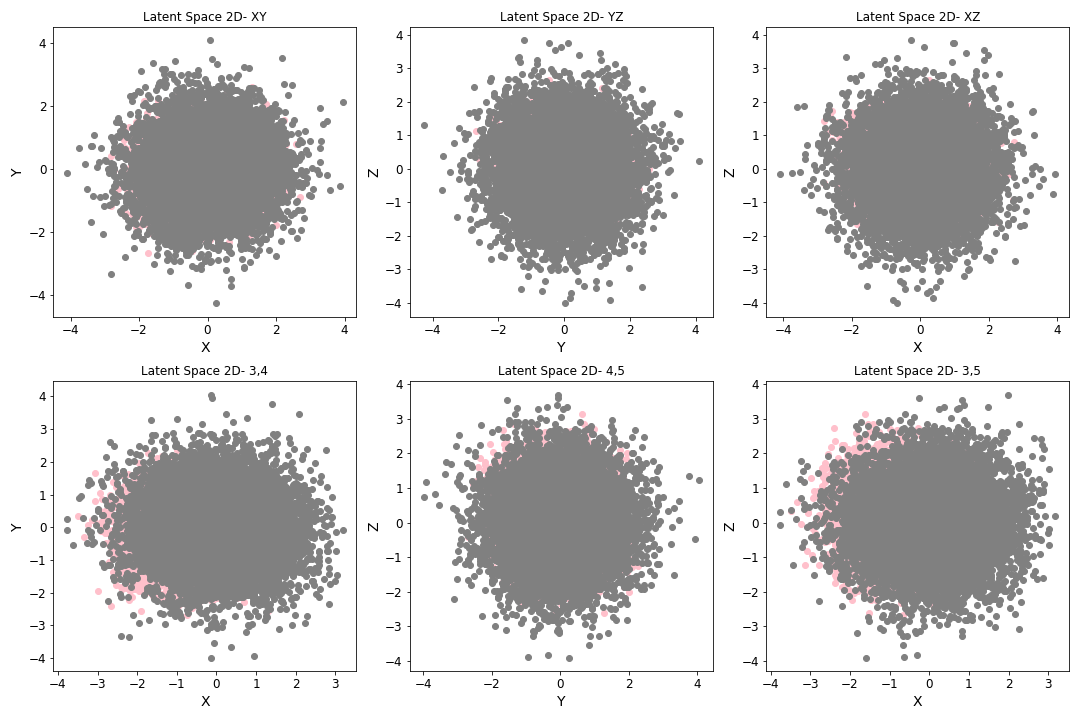 Latent Space 2D- XY
4
2
0
−2
−4
Y
−4 −2 0 2 4
X
Latent Space 2D- YZ
4
3
2
1
0
−1
−2
−3
−4
Z
−4 −2 0 2 4
Y
Latent Space 2D- XZ
4
3
2
1
0
−1
−2
−3
−4
Z
−4 −2 0 2 4
X
Latent Space 2D- 3,4
4
3
2
1
0
−1
−2
−3
−4
Y
−4 −3 −2 −1 0 1 2 3
X
Latent Space 2D- 4,5
4
3
2
1
0
−1
−2
−3
−4
Z
−4 −2 0 2 4
Y
Latent Space 2D- 3,5
4
3
2
1
0
−1
−2
−3
−4
Z
−4 −3 −2 −1 0 1 2 3
X